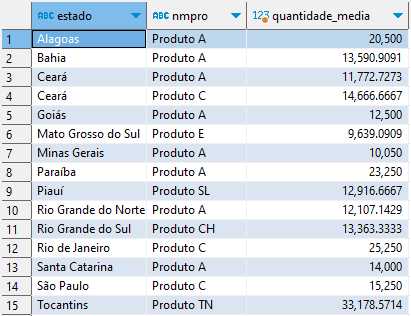 ABC estado ABC nmpro 123 quantidade_media
1 Alagoas Produto A 20,500
2 Bahia Produto A 13,590.9091
3 Ceará Produto A 11,772.7273
4 Ceará Produto C 14,666.6667
5 Goiás Produto A 12,500
6 Mato Grosso do Sul Produto E 9,639.0909
7 Minas Gerais Produto A 10,050
8 Paraíba Produto A 23,250
9 Piauí Produto SL 12,916.6667
10 Rio Grande do Norte Produto A 12,107.1429
11 Rio Grande do Sul Produto CH 13,363.3333
12 Rio de Janeiro Produto C 25,250
13 Santa Catarina Produto A 14,000
14 São Paulo Produto C 15,250
15 Tocantins Produto TN 33,178.5714